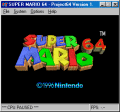 SUPER MARIO 64 - Project64 Version 1.
File System Options Help
SUPER
MARIO 64
©1996 Nintendo
*** CPU PAUSED ***